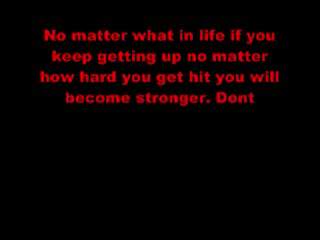 No matter what in life if you
keep getting up no matter
how hard you get hit you will
become stronger. Dont